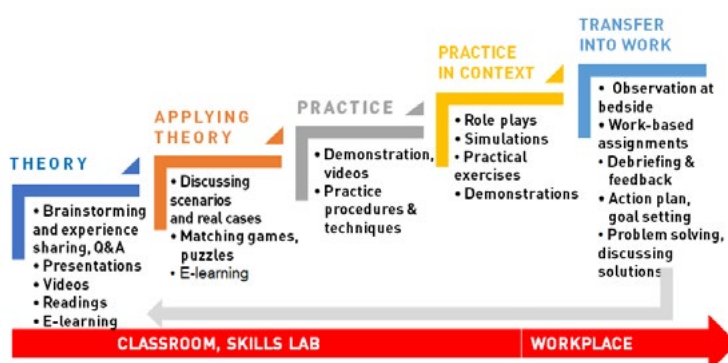 THEORY
• Brainstorming
and experience
sharing, Q&A
• Presentations
• Videos
• Readings
• E-learning
APPLYING
THEORY
• Discussing
scenarios
and real cases
• Matching games,
puzzles
• E-learning
PRACTICE
• Demonstration,
videos
• Practice
procedures &
techniques
PRACTICE
IN CONTEXT
• Role plays
• Simulations
• Practical
exercises
• Demonstrations
TRANSFER
INTO WORK
• Observation at
bedside
• Work-based
assignments
• Debriefing &
feedback
• Action plan,
goal setting
• Problem solving,
discussing
solutions
CLASSROOM, SKILLS LAB
WORKPLACE